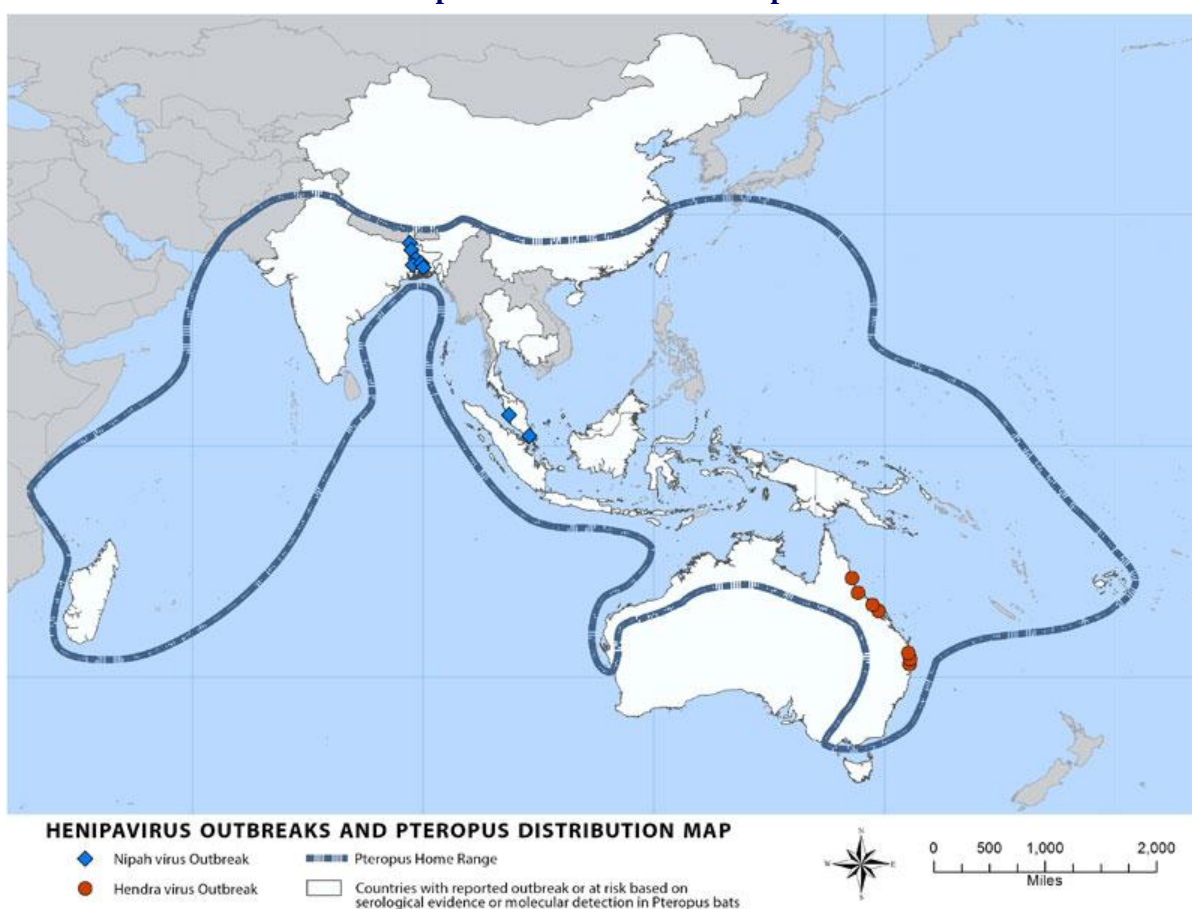 HENIPAVIRUS OUTBREAKS AND PTEROPUS DISTRIBUTION MAP
Nipah virus Outbreak
Pteropus Home Range
Hendra virus Outbreak
Countries with reported outbreak or at risk based on
serological evidence or molecular detection in Pteropus bats
N
W
E
S
0 500 1,000 2,000
Miles